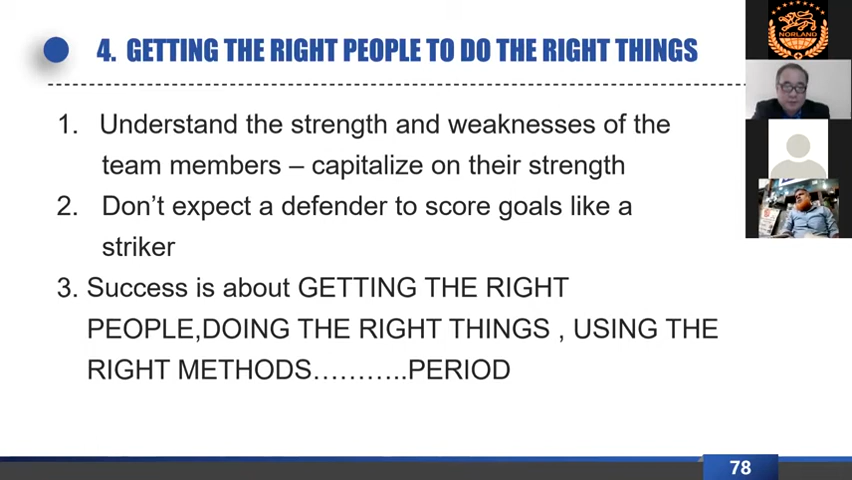 4. GETTING THE RIGHT PEOPLE TO DO THE RIGHT THINGS
1. Understand the strength and weaknesses of the
team members – capitalize on their strength
2. Don’t expect a defender to score goals like a
striker
3. Success is about GETTING THE RIGHT
PEOPLE,DOING THE RIGHT THINGS , USING THE
RIGHT METHODS………..PERIOD
NORLAND
78